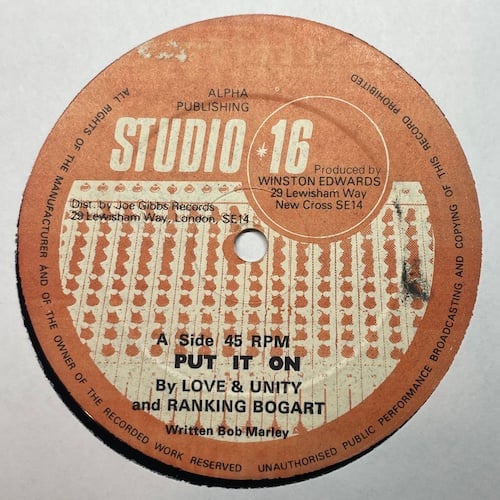 ALPHA
PUBLISHING
STUDIO 16
Produced by
WINSTON EDWARDS
29 Lewisham Way
New Cross SE14
Dist. by Joe Gibbs Records
29 Lewisham Way, London, SE14
A Side 45 RPM
PUT IT ON
By LOVE & UNITY
and RANKING BOGART
Written Bob Marley
ALL RIGHTS OF THE MANUFACTURER AND OF THE OWNER OF THE RECORDED WORK RESERVED UNAUTHORISED PUBLIC PERFORMANCE BROADCASTING AND COPYING OF THIS RECORD PROHIBITED